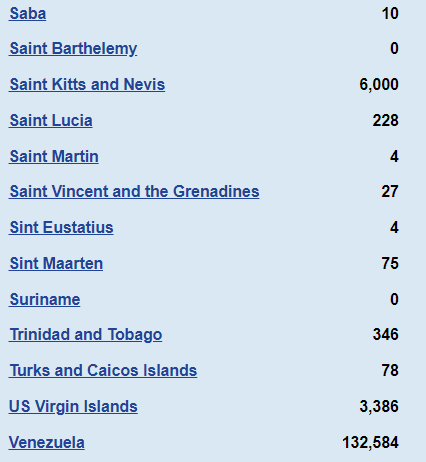 Saba 10
Saint Barthelemy 0
Saint Kitts and Nevis 6,000
Saint Lucia 228
Saint Martin 4
Saint Vincent and the Grenadines 27
Sint Eustatius 4
Sint Maarten 75
Suriname 0
Trinidad and Tobago 346
Turks and Caicos Islands 78
US Virgin Islands 3,386
Venezuela 132,584